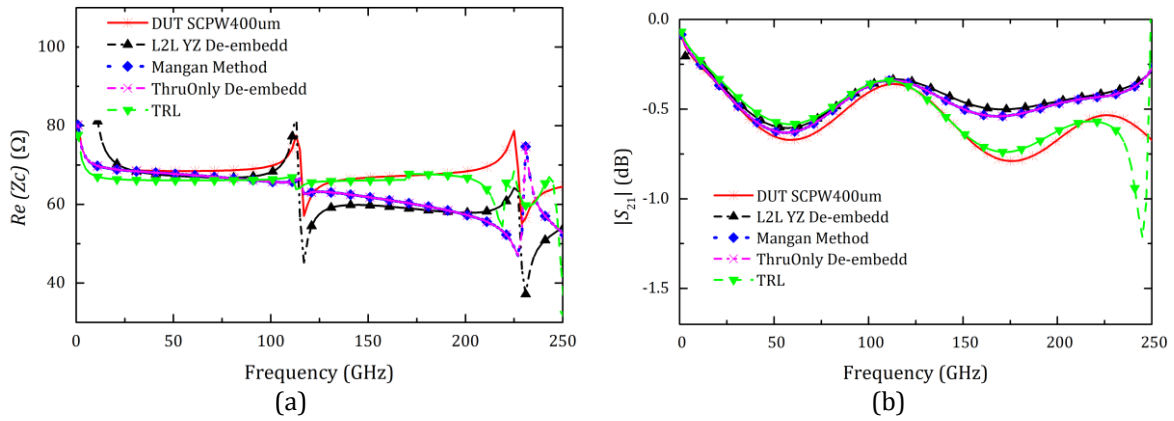 DUT SCPW400um
L2L YZ De-embedd
Mangan Method
ThruOnly De-embedd
TRL
100
80
60
40
Re (Zc) (Ω)
0
50
100
150
200
250
Frequency (GHz)
(a)
0.0
-0.5
-1.0
-1.5
|S21| (dB)
DUT SCPW400um
L2L YZ De-embedd
Mangan Method
ThruOnly De-embedd
TRL
0
50
100
150
200
250
Frequency (GHz)
(b)